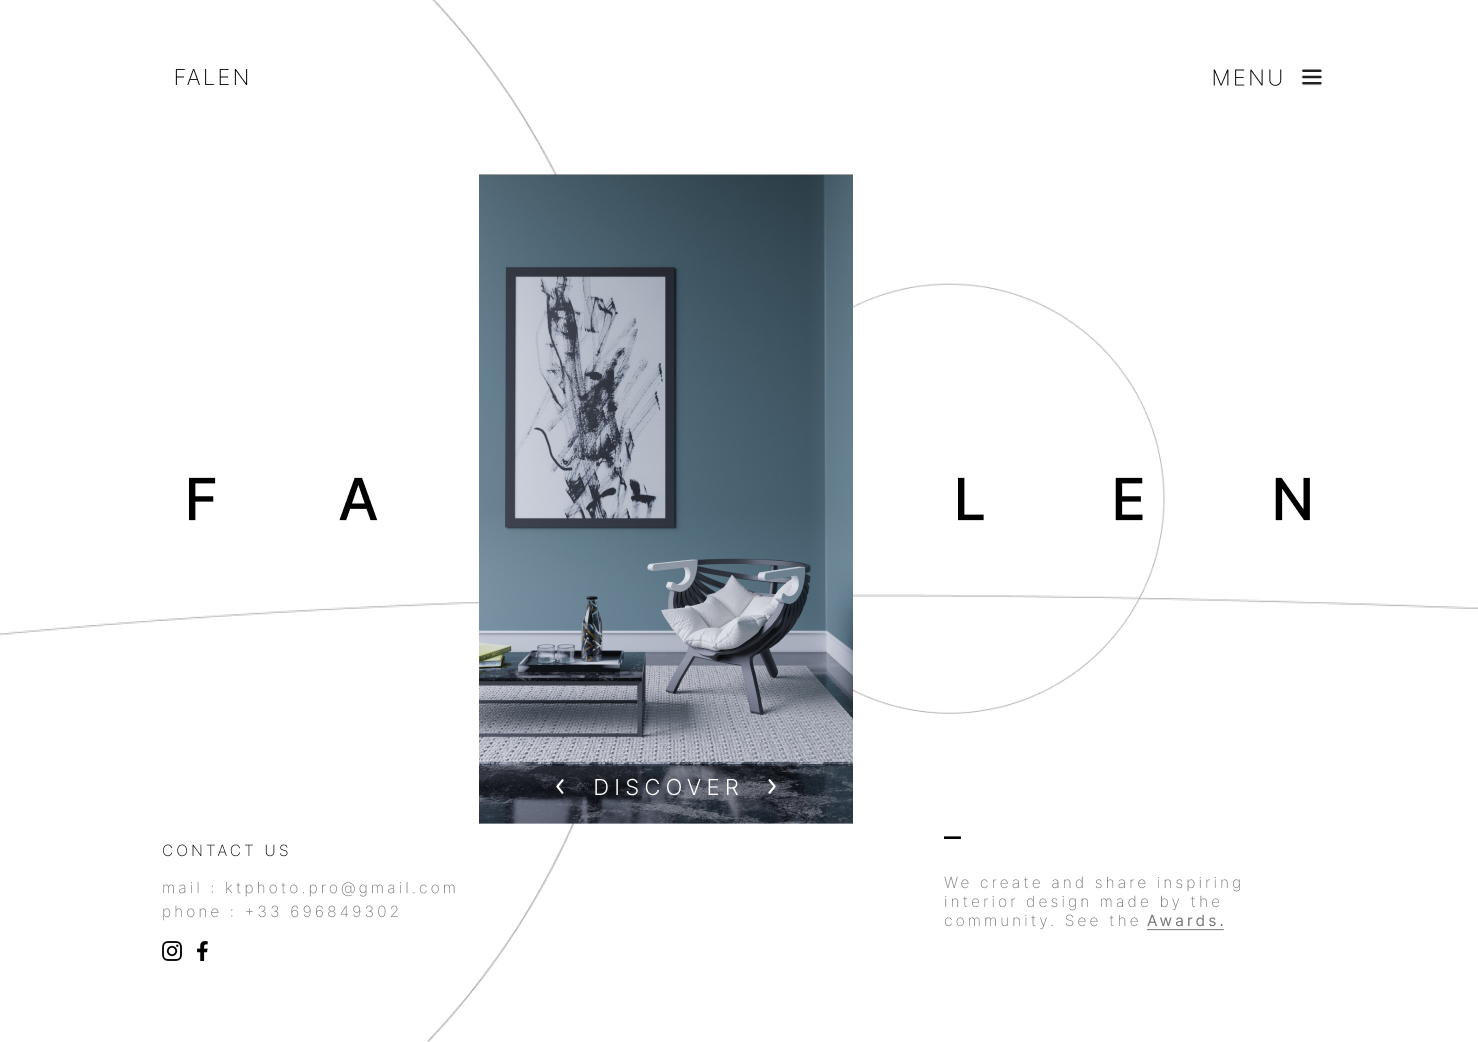 FALEN
MENU
F A L E N
DISCOVER
CONTACT US
mail : ktphoto.pro@gmail.com
phone : +33 696849302
We create and share inspiring
interior design made by the
community. See the Awards.